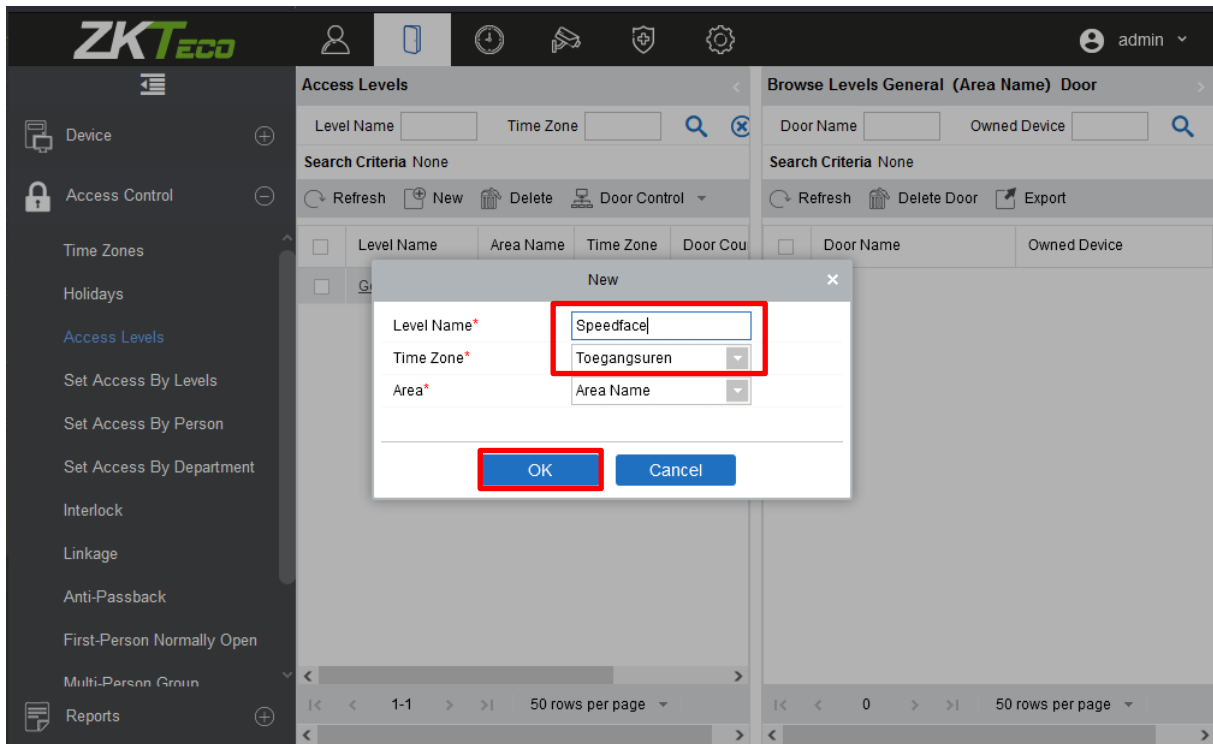 ZKTeco
admin
Access Levels
Browse Levels General (Area Name) Door
Device
Level Name
Time Zone
Door Name
Owned Device
Search Criteria None
Search Criteria None
Access Control
Refresh
New
Delete
Door Control
Refresh
Delete Door
Export
Time Zones
Level Name
Area Name
Time Zone
Door Cou
Door Name
Owned Device
Holidays
Ge
New
Level Name*
Speedface
Access Levels
Time Zone*
Toegangsuren
Set Access By Levels
Area*
Area Name
Set Access By Person
Set Access By Department
OK
Cancel
Interlock
Linkage
Anti-Passback
First-Person Normally Open
Multi-Person Group
Reports
1-1
50 rows per page
0
50 rows per page